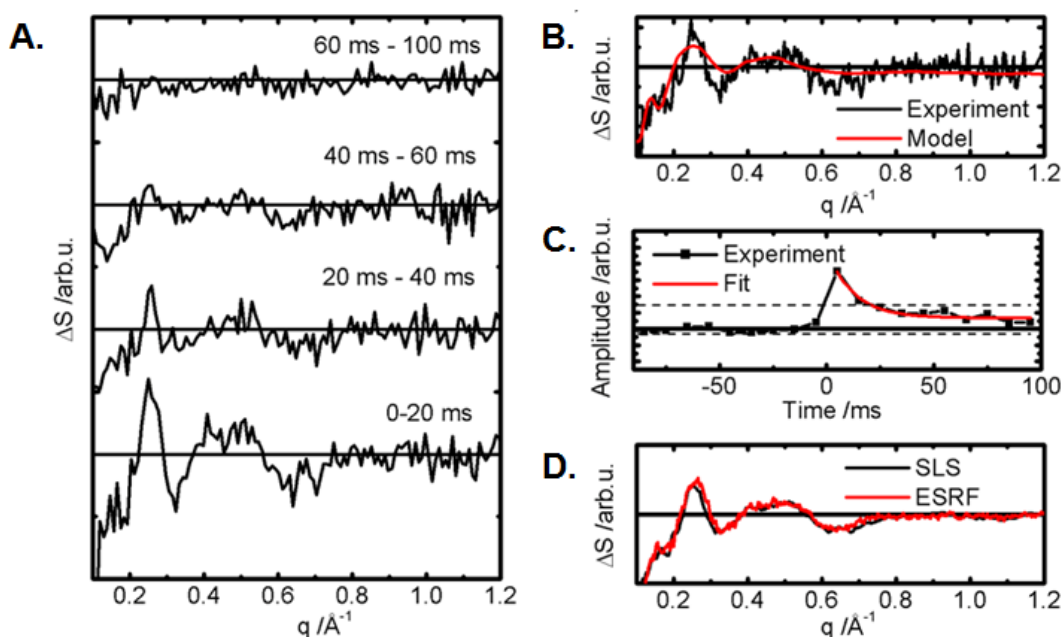 A.
60 ms - 100 ms
40 ms - 60 ms
20 ms - 40 ms
0-20 ms
ΔS /arb.u.
0.2 0.4 0.6 0.8 1.0 1.2
q /Å⁻¹
B.
ΔS /arb.u.
Experiment
Model
0.2 0.4 0.6 0.8 1.0 1.2
q /Å⁻¹
C.
Amplitude /arb.u.
Experiment
Fit
-50 0 50 100
Time /ms
D.
ΔS /arb.u.
SLS
ESRF
0.2 0.4 0.6 0.8 1.0 1.2
q /Å⁻¹